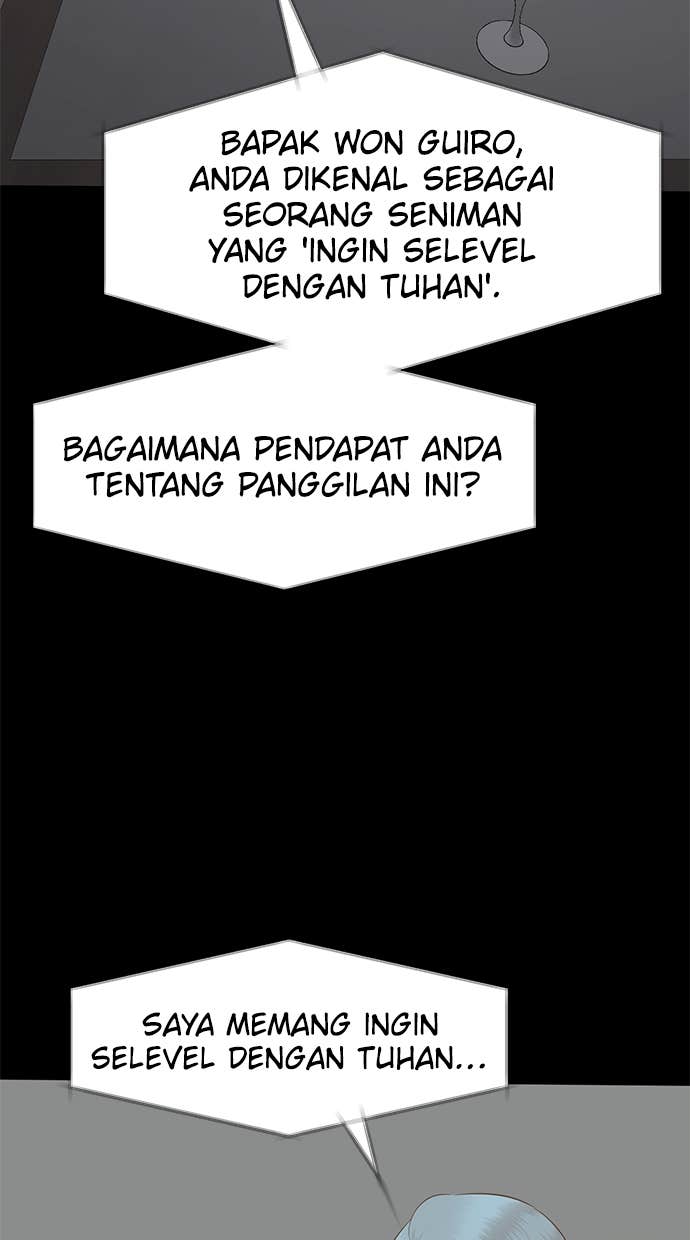 BAPAK WON GUIRO,
ANDA DIKENAL SEBAGAI
SEORANG SENIMAN
YANG 'INGIN SELEVEL
DENGAN TUHAN'.
BAGAIMANA PENDAPAT ANDA
TENTANG PANGGILAN INI?
SAYA MEMANG INGIN
SELEVEL DENGAN TUHAN...